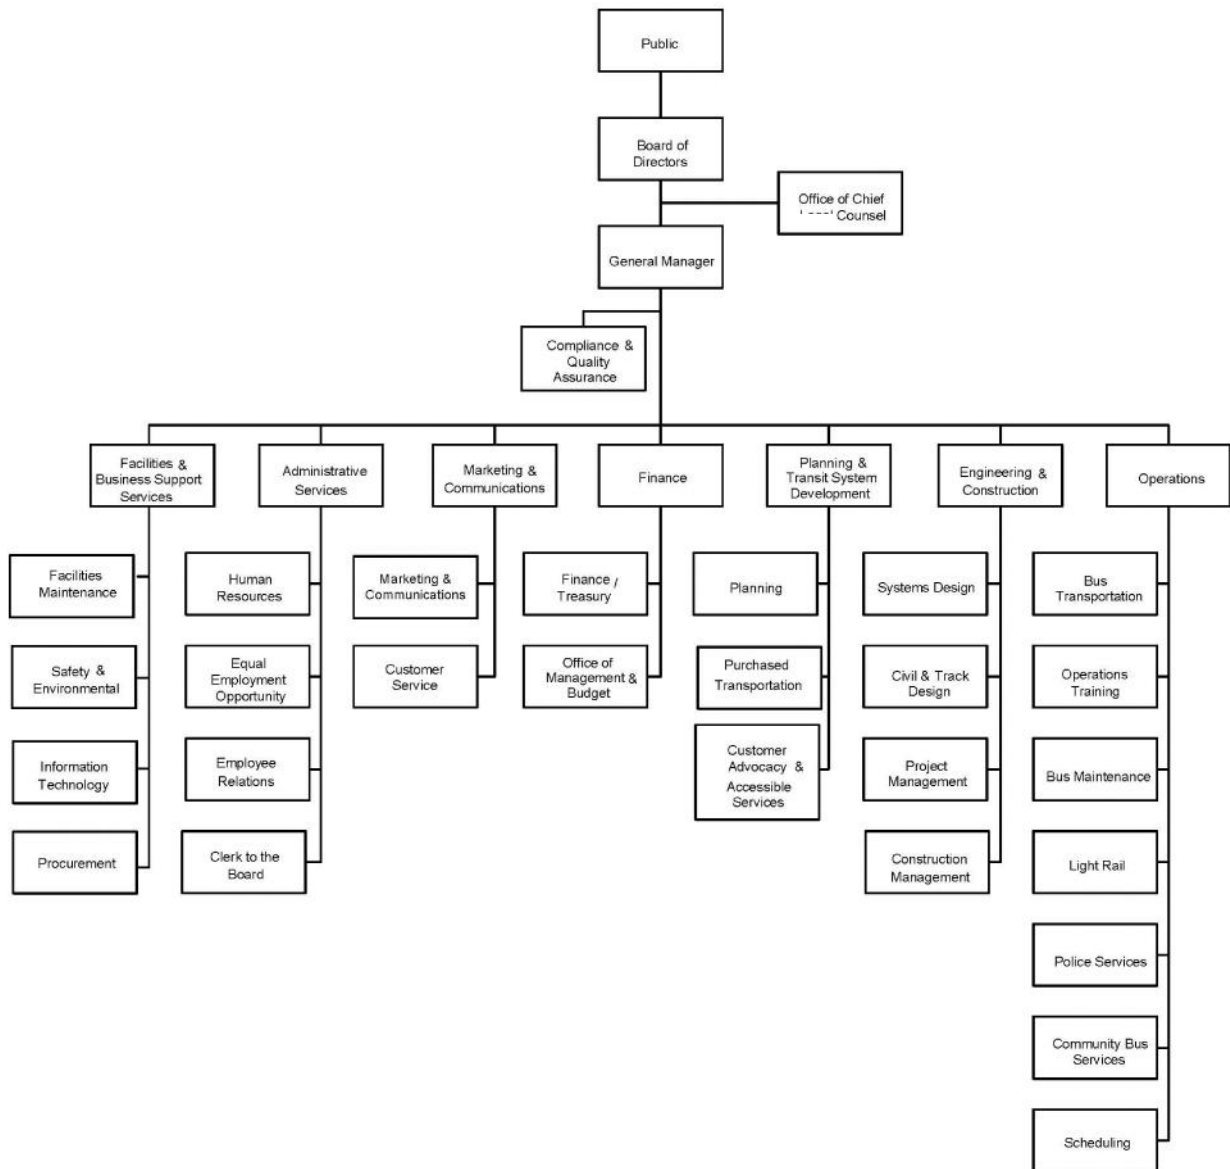 Public
Board of
Directors
Office of Chief
Counsel
General Manager
Compliance &
Quality
Assurance
Facilities &
Business Support
Services
Administrative
Services
Marketing &
Communications
Finance
Planning &
Transit System
Development
Engineering &
Construction
Operations
Facilities
Maintenance
Human
Resources
Marketing &
Communications
Finance /
Treasury
Planning
Systems Design
Bus
Transportation
Safety &
Environmental
Equal
Employment
Opportunity
Customer
Service
Office of
Management &
Budget
Purchased
Transportation
Civil & Track
Design
Operations
Training
Information
Technology
Employee
Relations
Customer
Advocacy &
Accessible
Services
Project
Management
Bus Maintenance
Procurement
Clerk to the
Board
Construction
Management
Light Rail
Police Services
Community Bus
Services
Scheduling